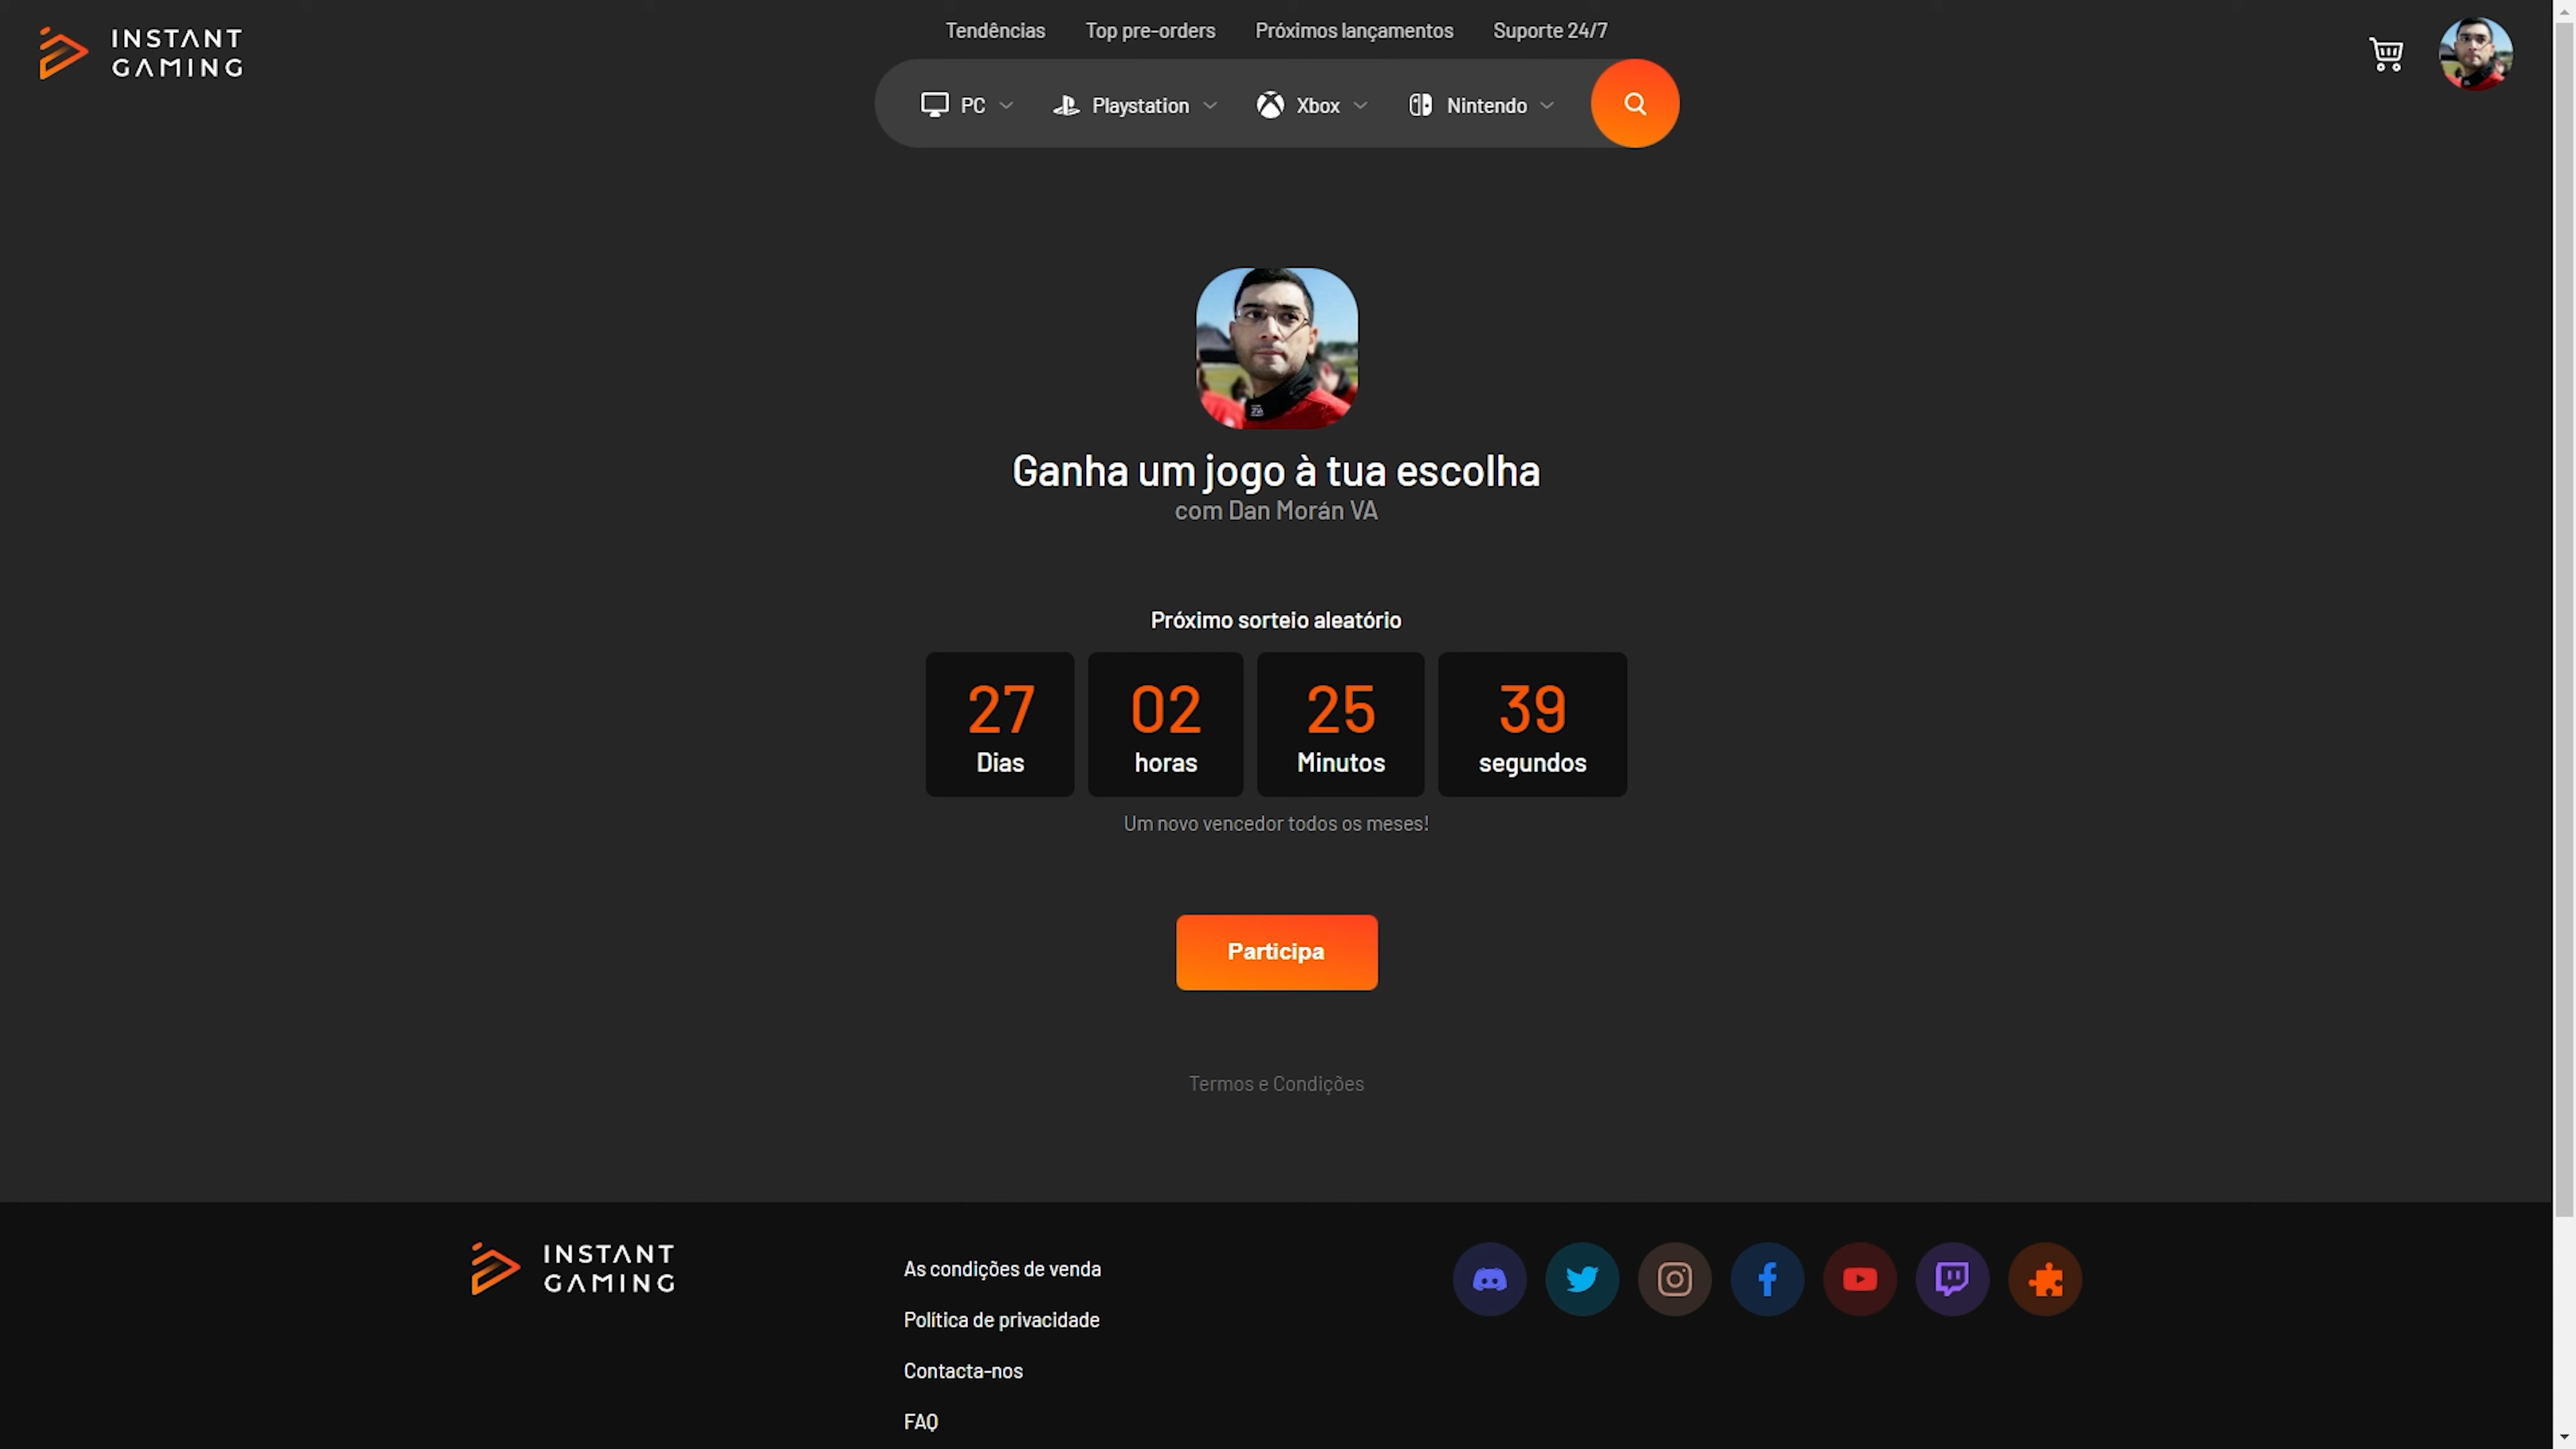 INSTANT
GAMING
Tendências Top pre-orders Próximos lançamentos Suporte 24/7
PC Playstation Xbox Nintendo
Ganha um jogo à tua escolha
com Dan Morán VA
Próximo sorteio aleatório
27 02 25 39
Dias horas Minutos segundos
Um novo vencedor todos os meses!
Participa
Termos e Condições
INSTANT
GAMING
As condições de venda
Política de privacidade
Contacta-nos
FAQ